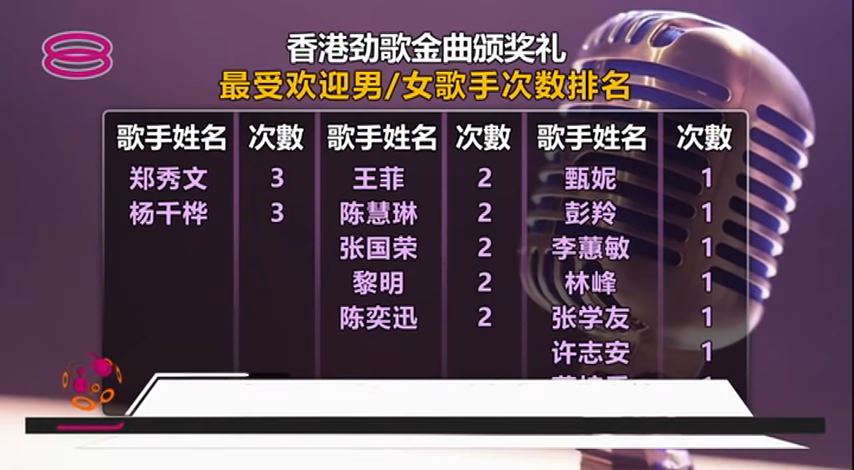 香港劲歌金曲颁奖礼
最受欢迎男/女歌手次数排名
歌手姓名 次數 歌手姓名 次數 歌手姓名 次數
郑秀文 3 王菲 2 甄妮 1
杨千桦 3 陈慧琳 2 彭羚 1
张国荣 2 李蕙敏 1
黎明 2 林峰 1
陈奕迅 2 张学友 1
许志安 1